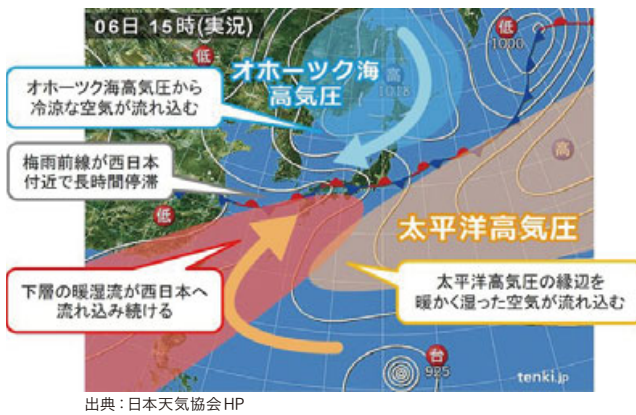 06日 15時(実況)
低
低
1000
オホーツク海
高気圧
高
1018
オホーツク海高気圧から
冷涼な空気が流れ込む
梅雨前線が西日本
付近で長時間停滞
高
低
太平洋高気圧
下層の暖湿流が西日本へ
流れ込み続ける
太平洋高気圧の縁辺を
暖かく湿った空気が流れ込む
台
925
tenki.jp
出典：日本天気協会HP